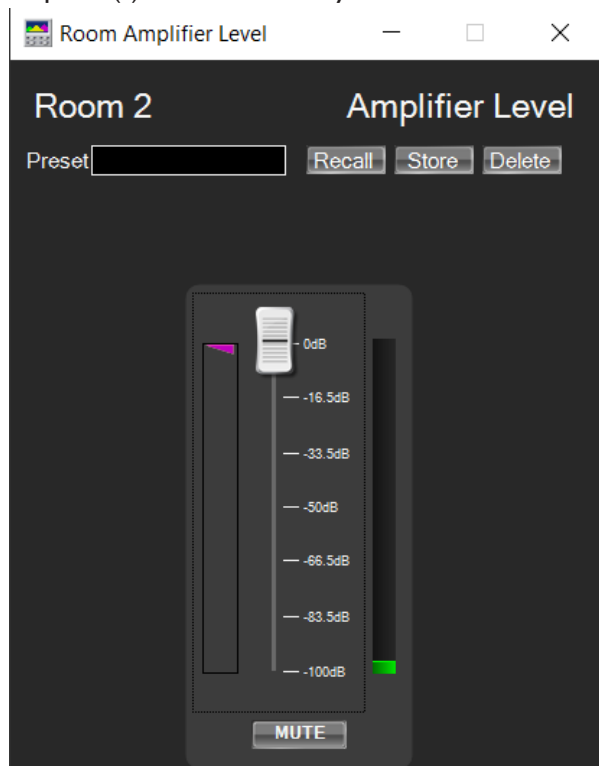 Room Amplifier Level
Room 2 Amplifier Level
Preset Recall Store Delete
0dB
-16.5dB
-33.5dB
-50dB
-66.5dB
-83.5dB
-100dB
MUTE